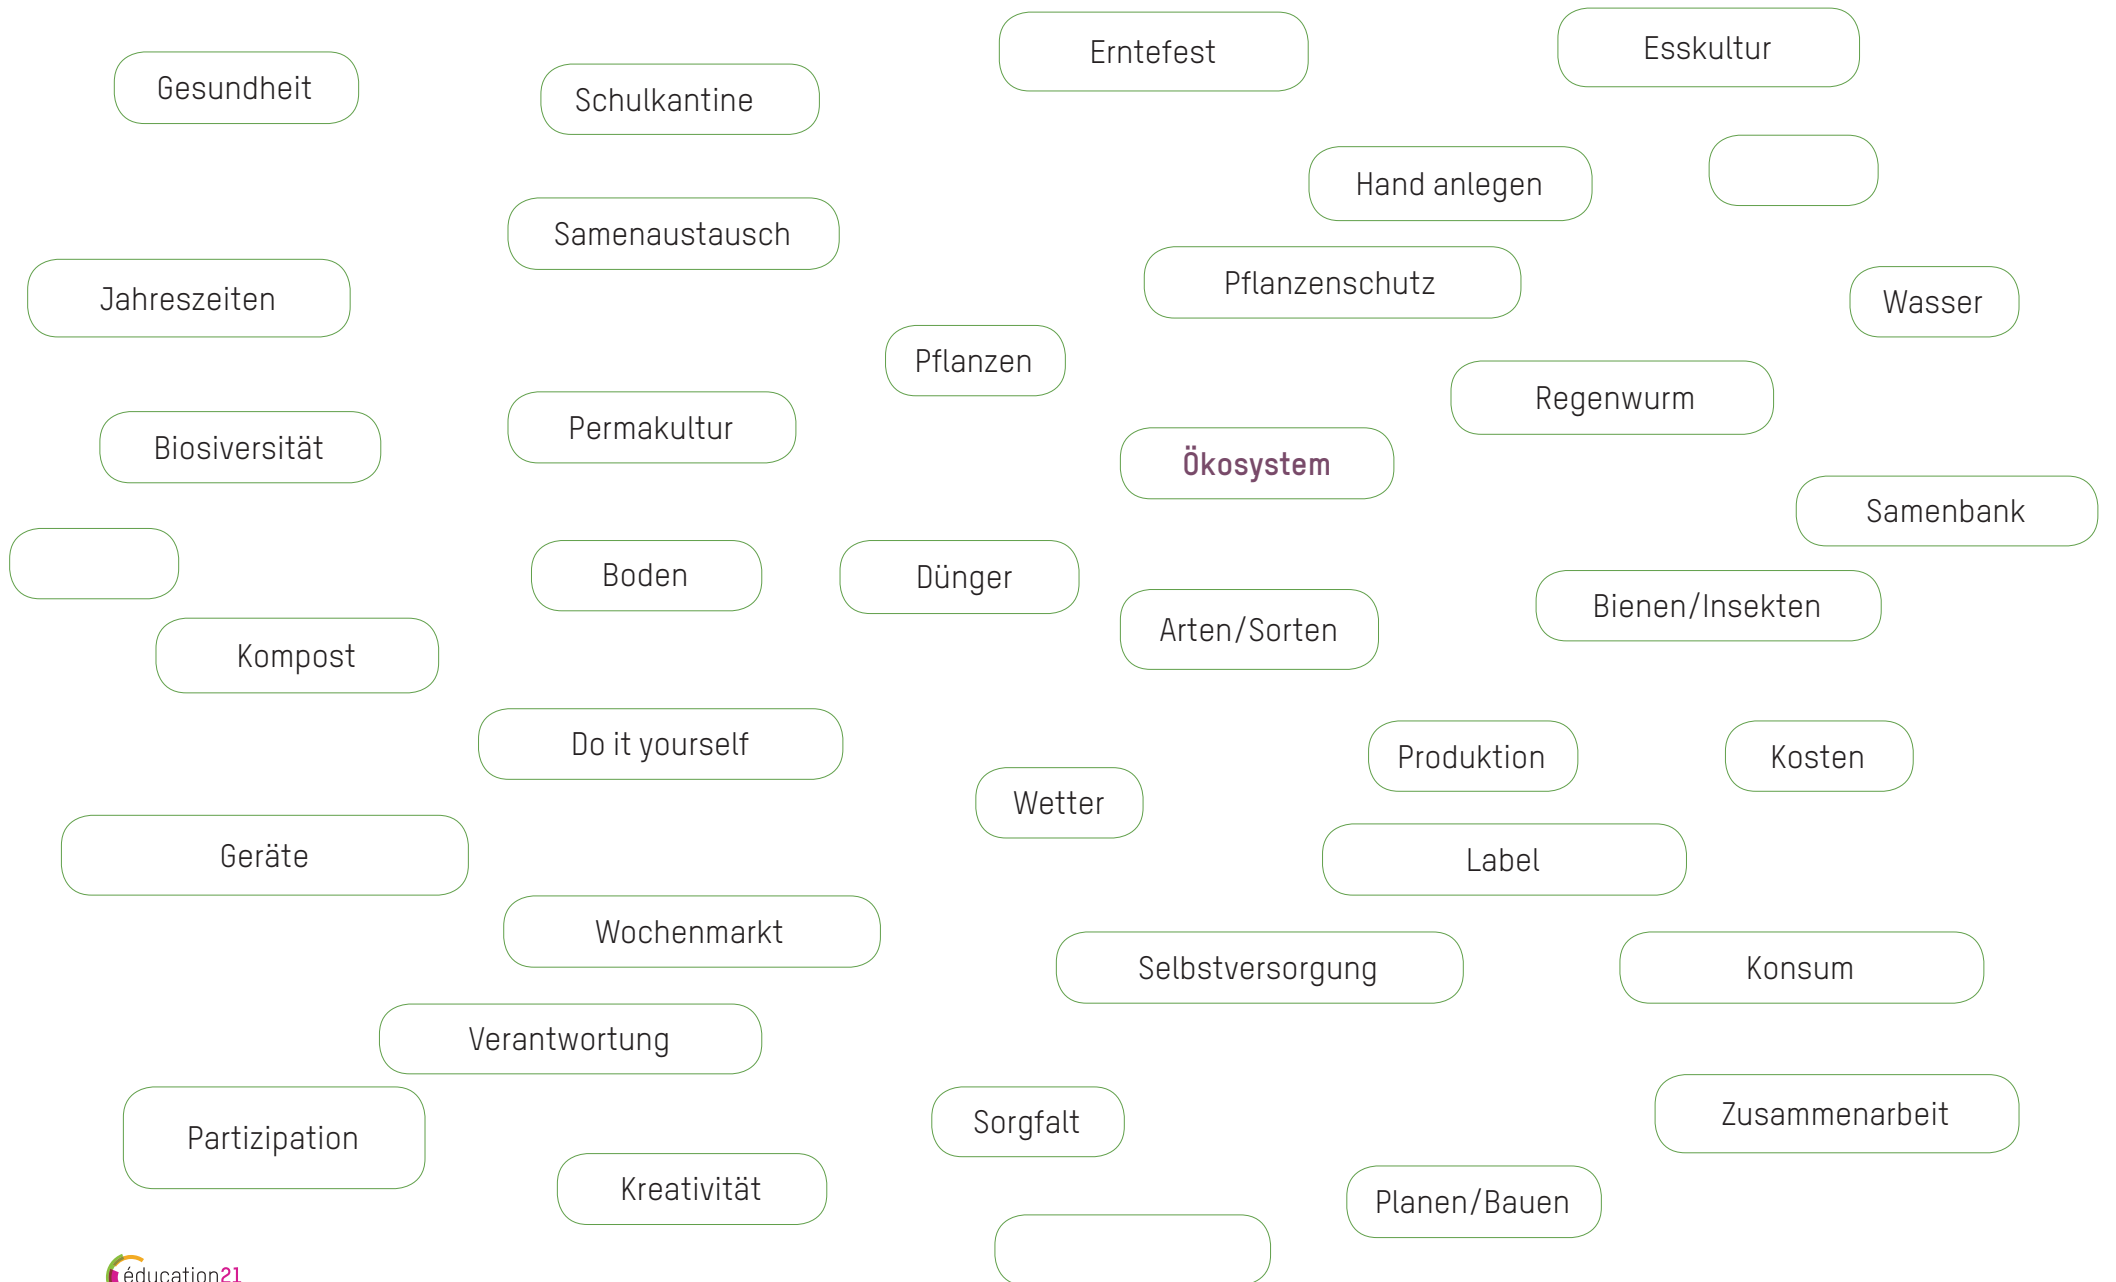 Erntefest
Esskultur
Gesundheit
Schulkantine
Hand anlegen
Samenaustausch
Pflanzenschutz
Jahreszeiten
Wasser
Pflanzen
Regenwurm
Permakultur
Biosiversität
Ökosystem
Samenbank
Boden
Dünger
Bienen/Insekten
Arten/Sorten
Kompost
Do it yourself
Produktion
Kosten
Wetter
Geräte
Label
Wochenmarkt
Selbstversorgung
Konsum
Verantwortung
Zusammenarbeit
Sorgfalt
Partizipation
Kreativität
Planen/Bauen
éducation21